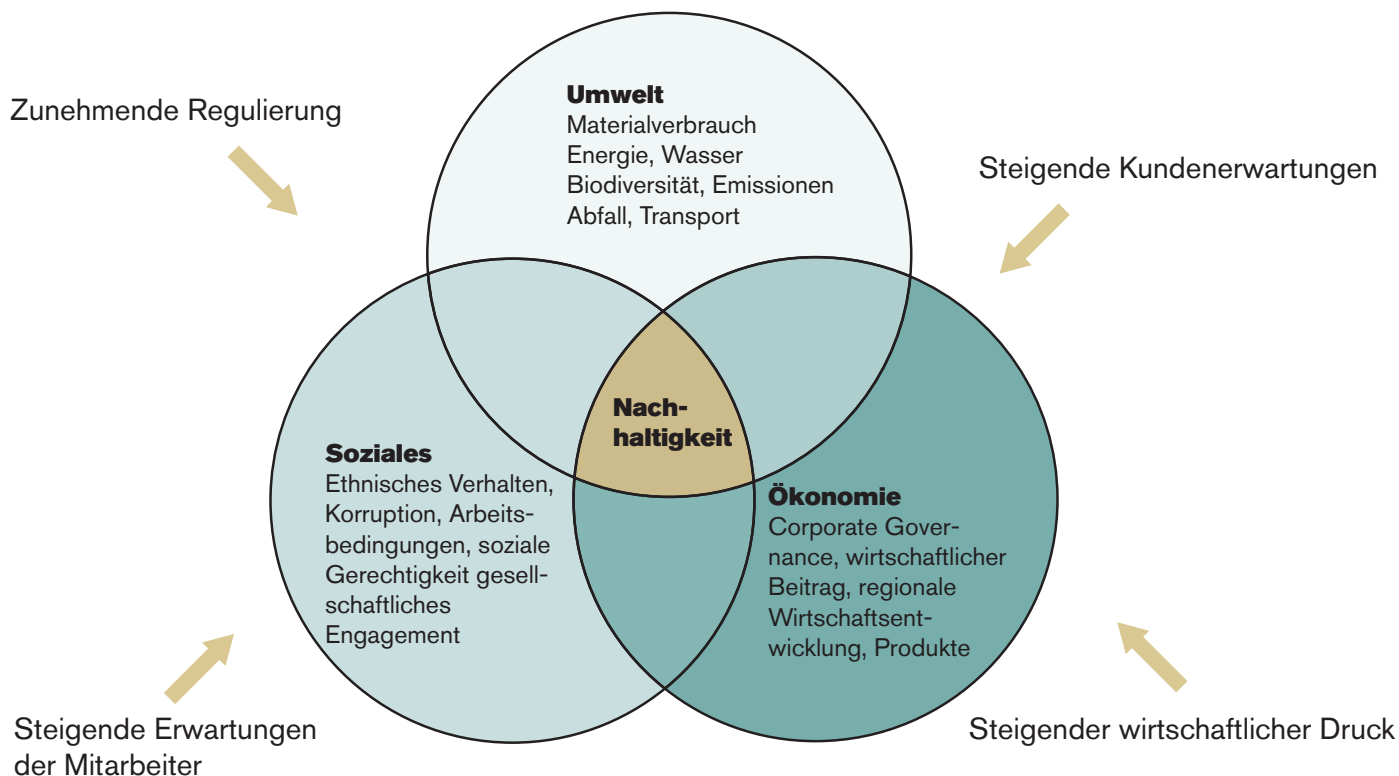 Zunehmende Regulierung
Umwelt
Materialverbrauch
Energie, Wasser
Biodiversität, Emissionen
Abfall, Transport
Steigende Kundenerwartungen
Nach-
haltigkeit
Soziales
Ethnisches Verhalten,
Korruption, Arbeits-
bedingungen, soziale
Gerechtigkeit gesell-
schaftliches
Engagement
Ökonomie
Corporate Gover-
nance, wirtschaftlicher
Beitrag, regionale
Wirtschaftsent-
wicklung, Produkte
Steigende Erwartungen
der Mitarbeiter
Steigender wirtschaftlicher Druck